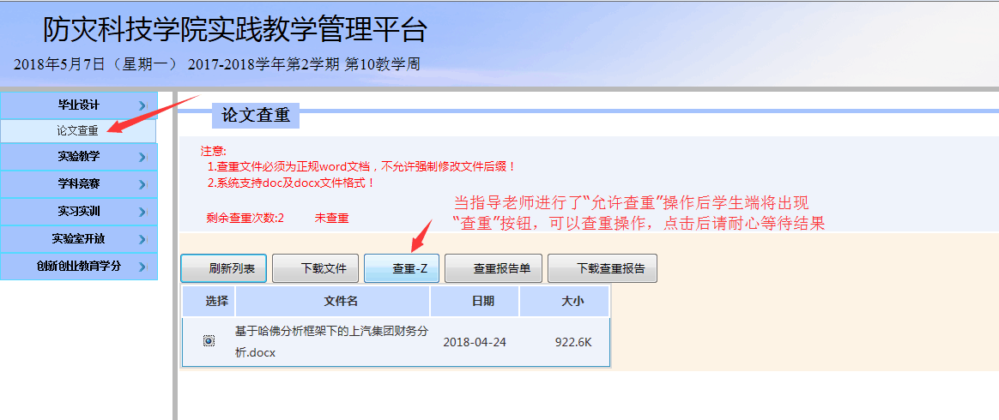 防灾科技学院实践教学管理平台
2018年5月7日（星期一） 2017-2018学年第2学期 第10教学周
毕业设计
论文查重
实验教学
学科竞赛
实习实训
实验室开放
创新创业教育学分
论文查重
注意:
1.查重文件必须为正规word文档，不允许强制修改文件后缀！
2.系统支持doc及docx文件格式！
剩余查重次数:2 未查重
当指导老师进行了“允许查重”操作后学生端将出现
“查重”按钮，可以查重操作，点击后请耐心等待结果
刷新列表 下载文件 查重-Z 查重报告单 下载查重报告
选择 文件名 日期 大小
基于哈佛分析框架下的上汽集团财务分
析.docx 2018-04-24 922.6K